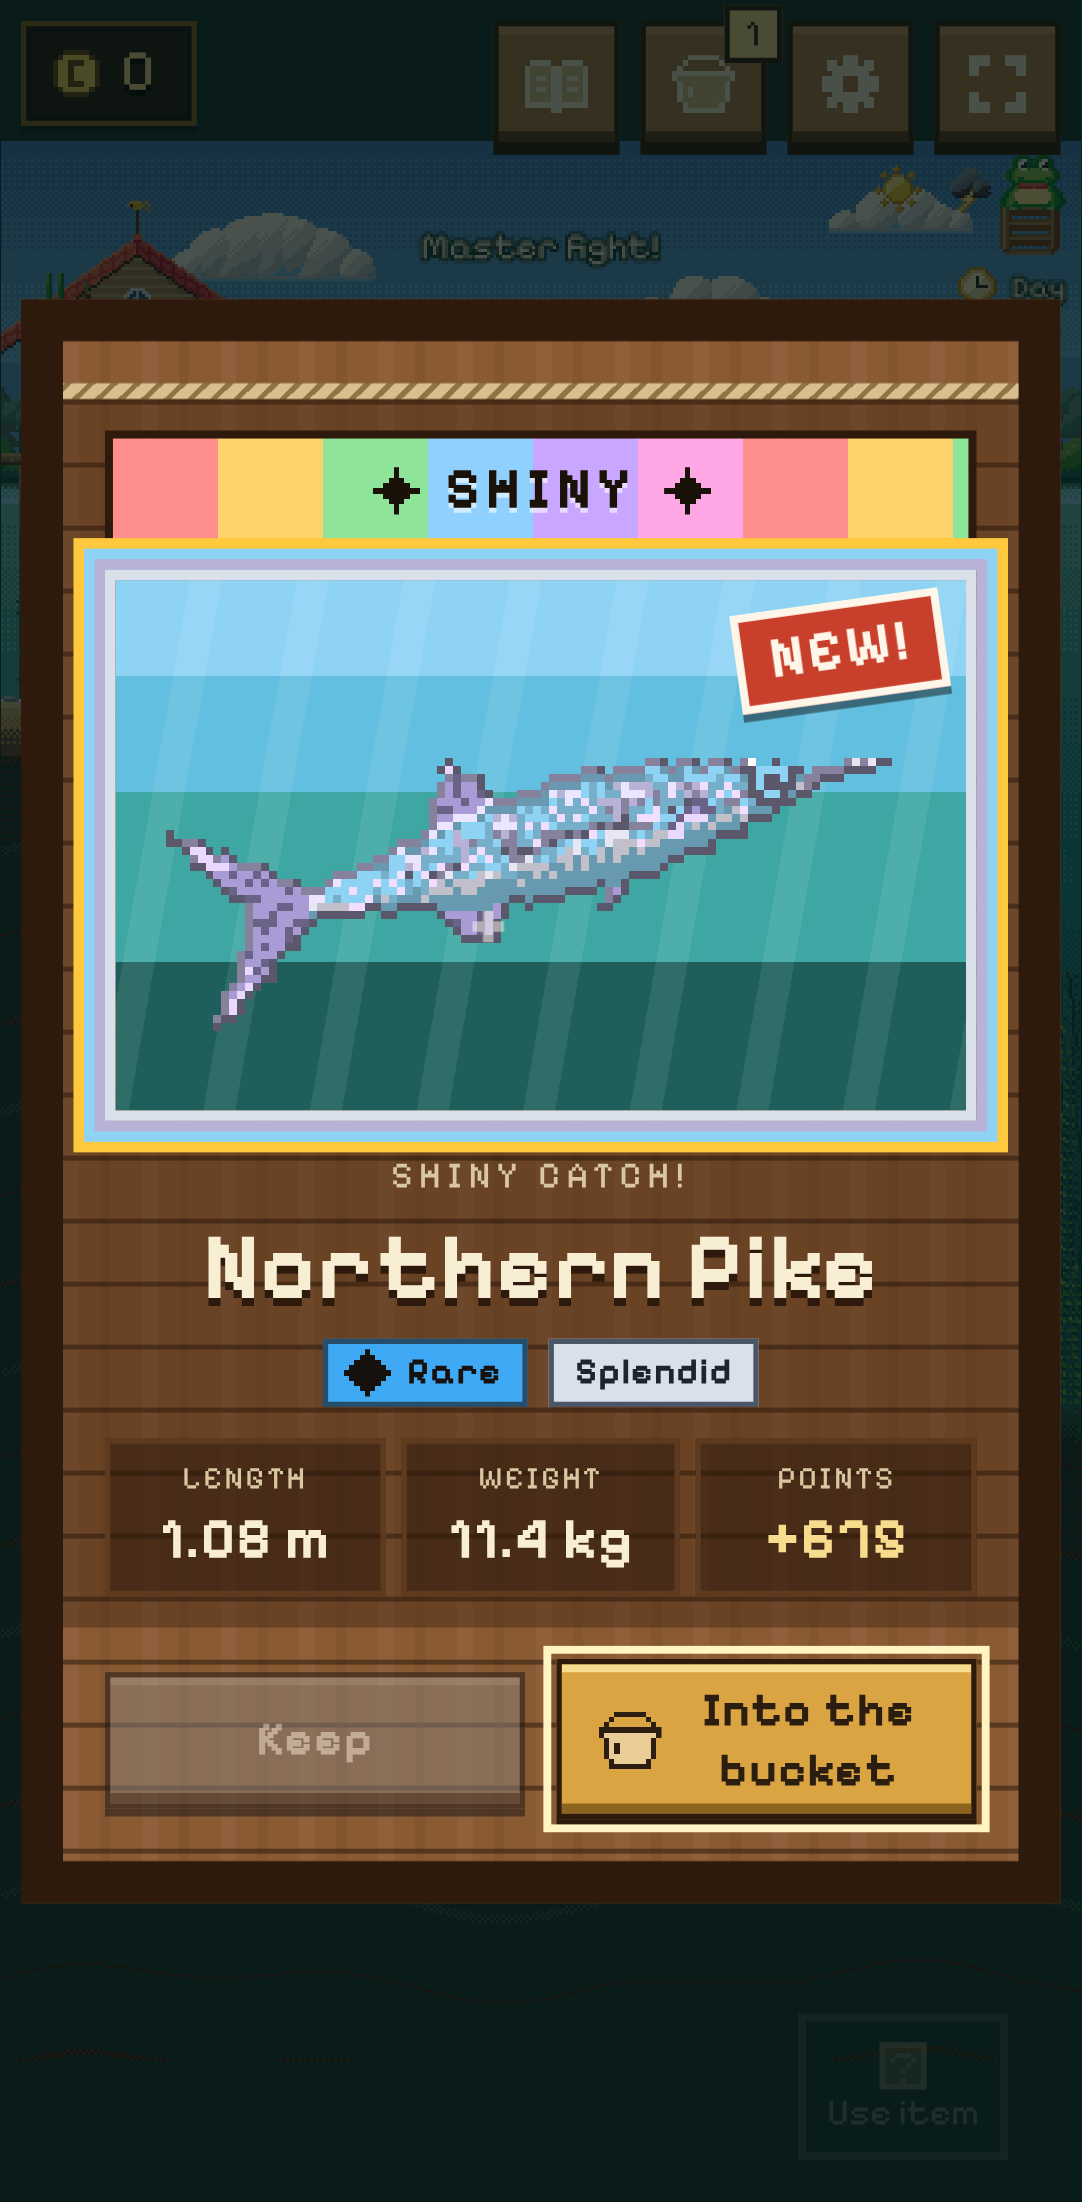 0
1
Master fight!
Day
SHINY
NEW!
SHINY CATCH!
Northern Pike
Rare
Splendid
LENGTH
WEIGHT
POINTS
1.08 m
11.4 kg
+678
Keep
Into the
bucket
?
Use item